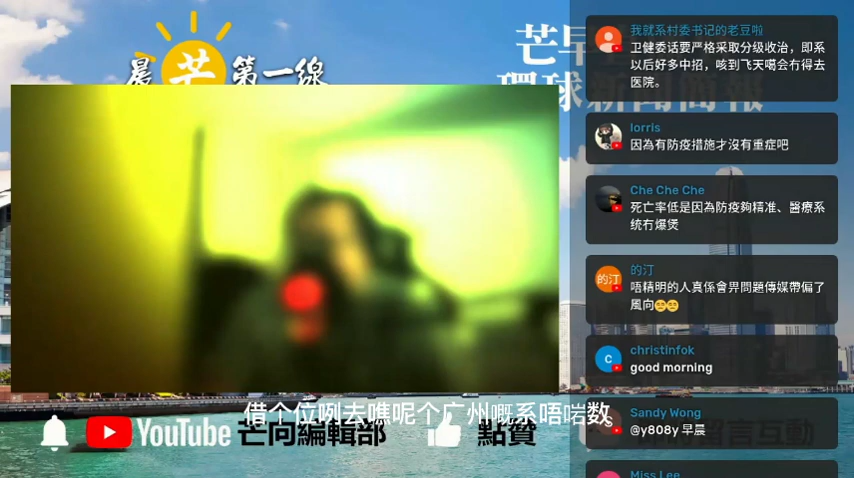 晨芒第一線
芒早
環球新聞簡報
我就系村委书记的老豆啦
卫健委话要严格采取分级收治，即系
以后好多中招，咳到飞天噶会冇得去
医院。
lorris
因為有防疫措施才沒有重症吧
Che Che Che
死亡率低是因為防疫夠精准、醫療系
统冇爆煲
的汀
的汀
唔精明的人真係會畀問題傳媒帶偏了
風向😒😒
C
christinfok
good morning
Sandy Wong
@y808y 早晨
Miss Lee
借个位咧去噍呢个广州嘅系唔啱数
YouTube 芒向編輯部
點贊
留言互動